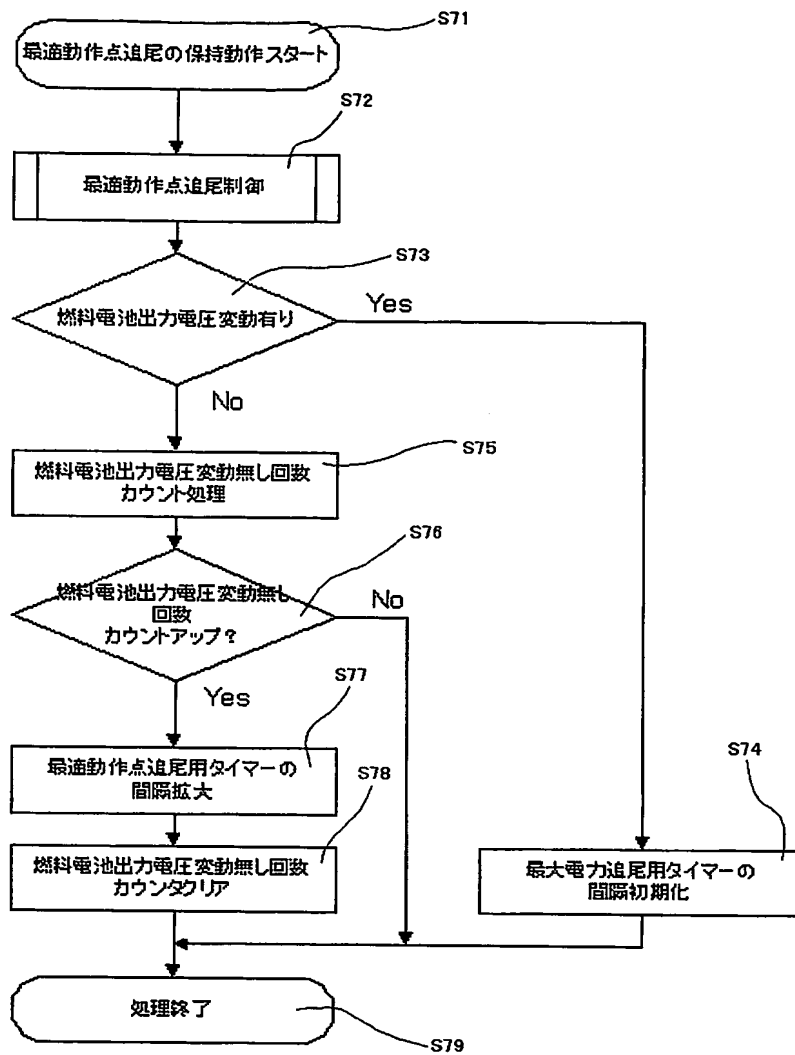 S71
最適動作点追尾の保持動作スタート
S72
最適動作点追尾制御
S73
燃料電池出力電圧変動有り
Yes
No
S75
燃料電池出力電圧変動無し回数
カウント処理
S76
燃料電池出力電圧変動無し
回数
カウントアップ?
No
Yes
S77
最適動作点追尾用タイマーの
間隔拡大
S78
燃料電池出力電圧変動無し回数
カウンタクリア
S74
最大電力追尾用タイマーの
間隔初期化
処理終了
S79